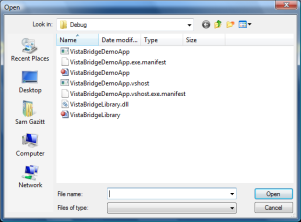 Open
Look in: Debug
Name Date modif... Type Size
VistaBridgeDemoApp
VistaBridgeDemoApp.exe.manifest
VistaBridgeDemoApp
VistaBridgeDemoApp.vshost
VistaBridgeDemoApp.vshost.exe.manifest
VistaBridgeLibrary.dll
VistaBridgeLibrary
Recent Places
Desktop
Sam Gazitt
Computer
Network
File name: Open
Files of type: Cancel